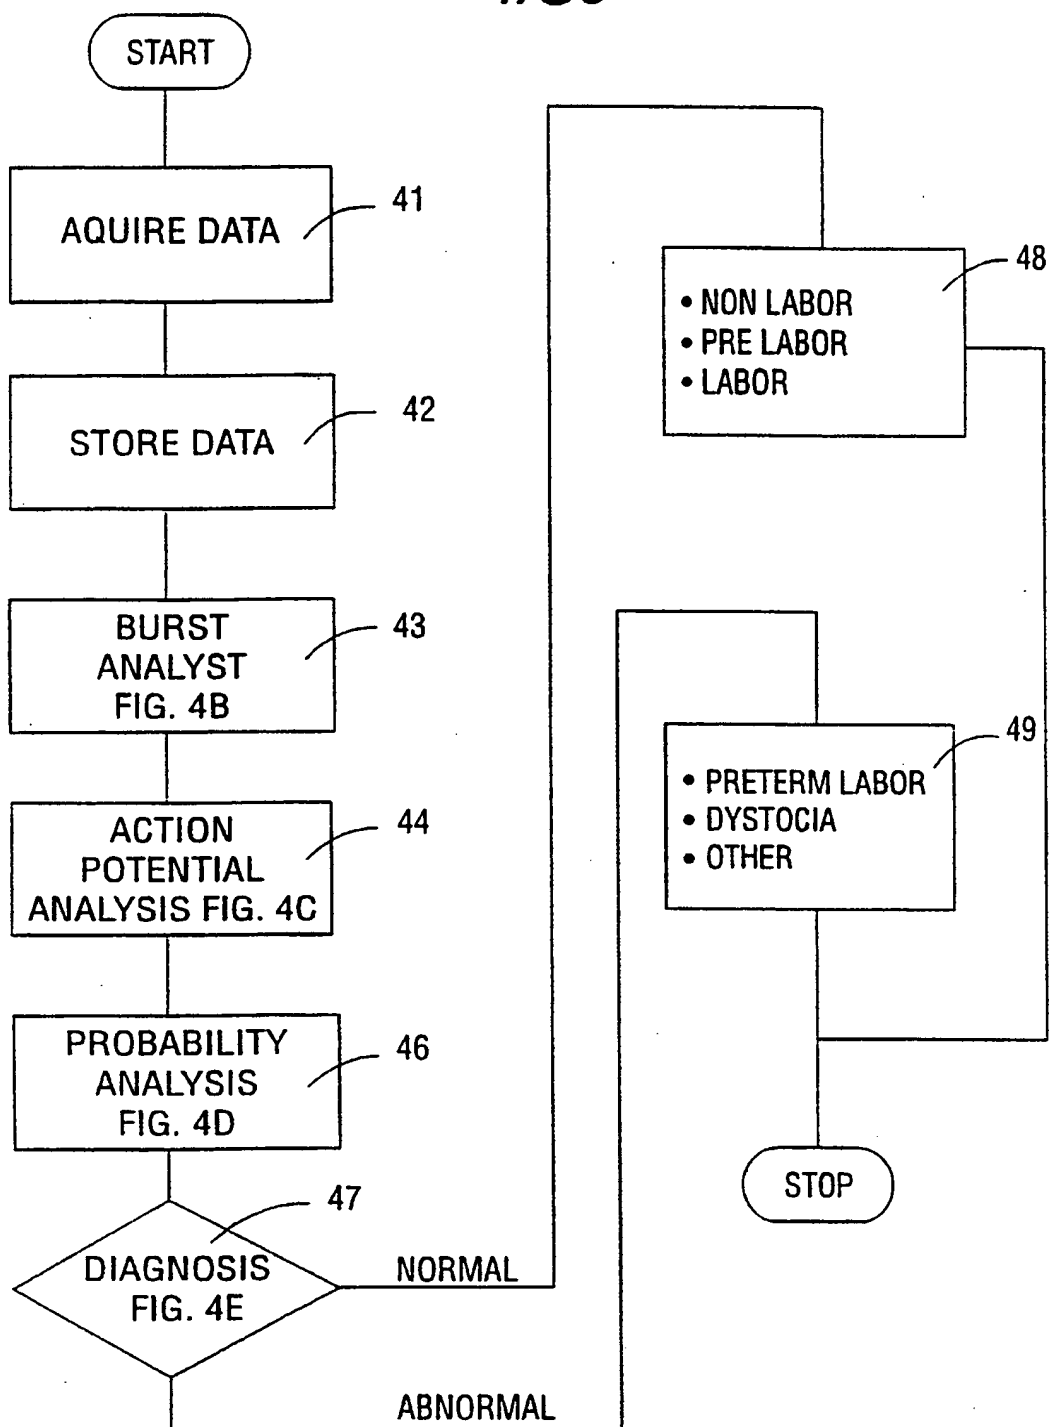 START
AQUIRE DATA
41
STORE DATA
42
BURST
ANALYST
FIG. 4B
43
ACTION
POTENTIAL
ANALYSIS FIG. 4C
44
PROBABILITY
ANALYSIS
FIG. 4D
46
DIAGNOSIS
FIG. 4E
47
NORMAL
ABNORMAL
48
• NON LABOR
• PRE LABOR
• LABOR
49
• PRETERM LABOR
• DYSTOCIA
• OTHER
STOP